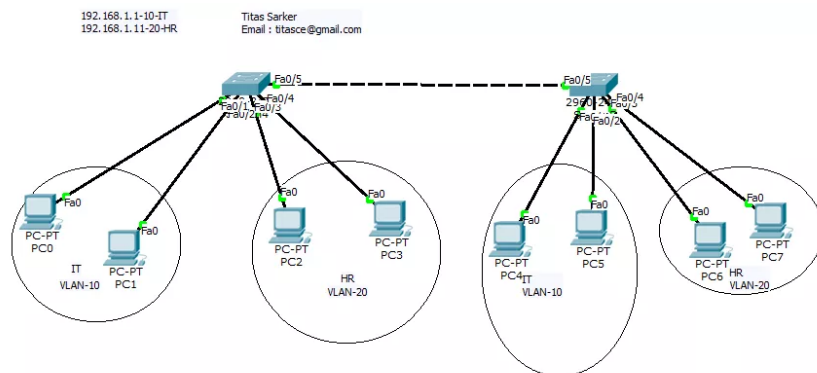 192.168.1.1-10-IT
192.168.1.11-20-HR
Titas Sarker
Email : titasce@gmail.com
Fa0/5
Fa0/4
Fa0/3
Fa0/1
Fa0/2
Fa0/5
Fa0/4
Fa0/3
Fa0/2
Fa0
PC-PT
PC0
Fa0
PC-PT
PC1
IT
VLAN-10
Fa0
PC-PT
PC2
Fa0
PC-PT
PC3
HR
VLAN-20
Fa0
PC-PT
PC4
Fa0
PC-PT
PC5
IT
VLAN-10
Fa0
PC-PT
PC6
Fa0
PC-PT
PC7
HR
VLAN-20